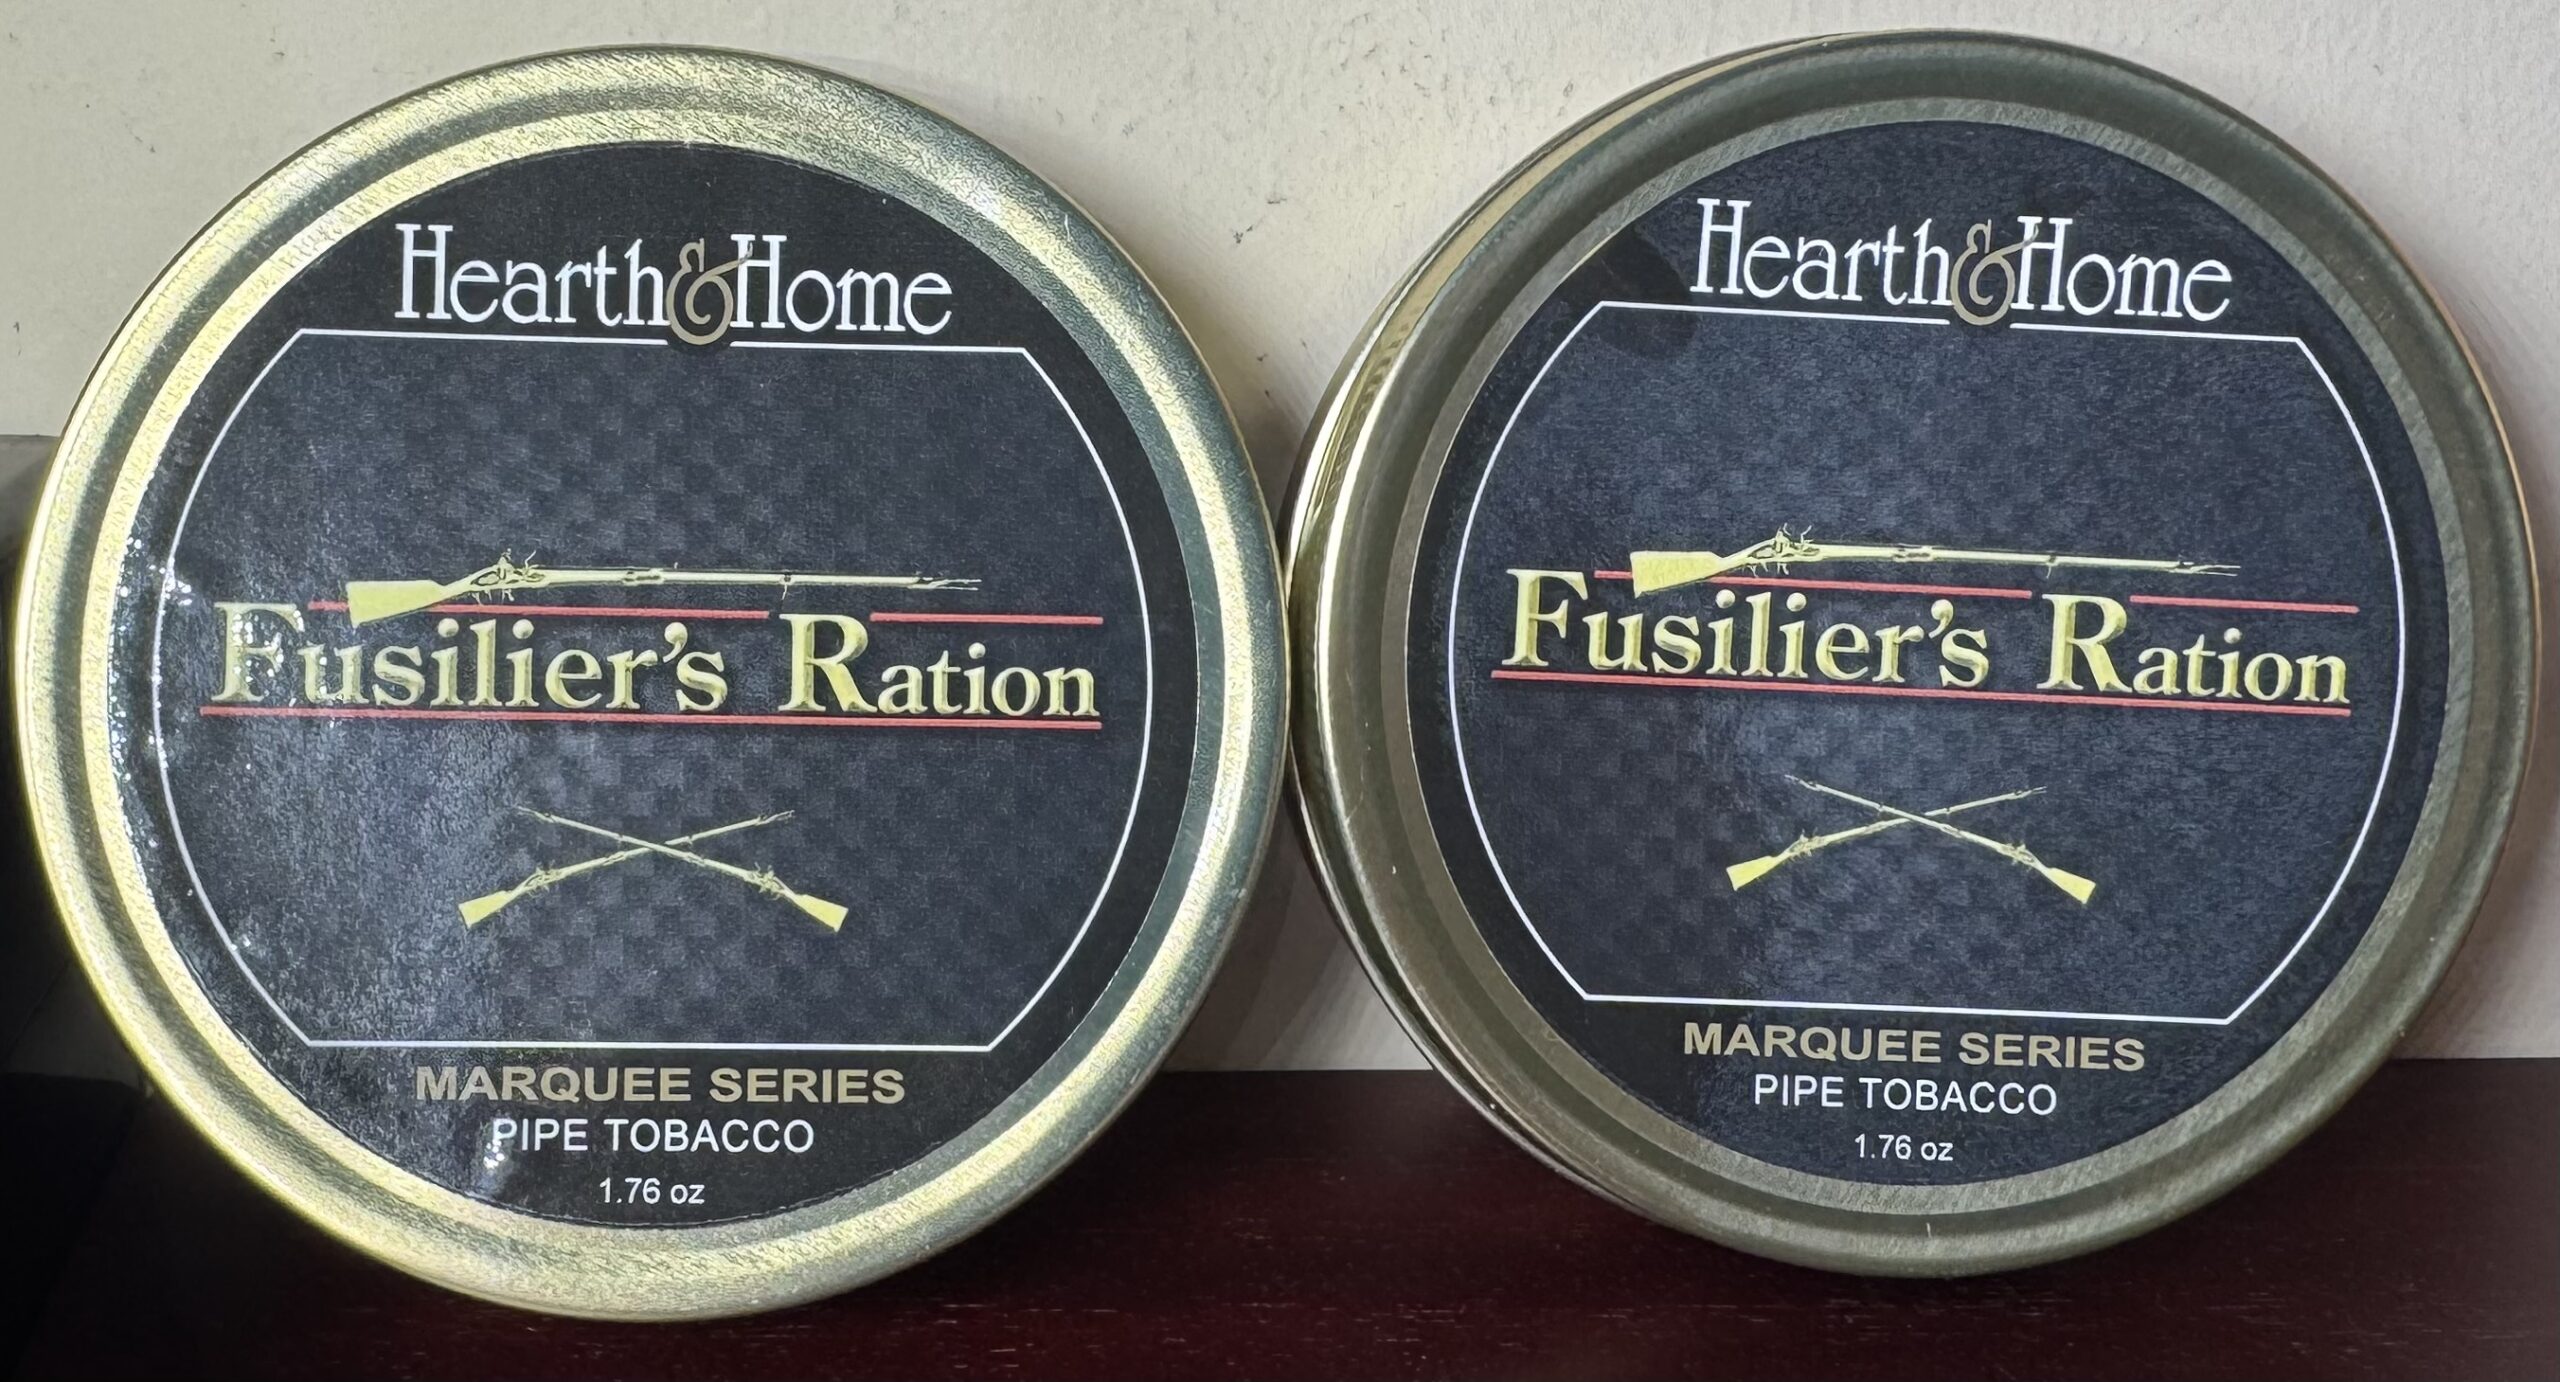 Hearth & Home
Fusilier's Ration
MARQUEE SERIES
PIPE TOBACCO
1.76 oz
Hearth & Home
Fusilier's Ration
MARQUEE SERIES
PIPE TOBACCO
1.76 oz